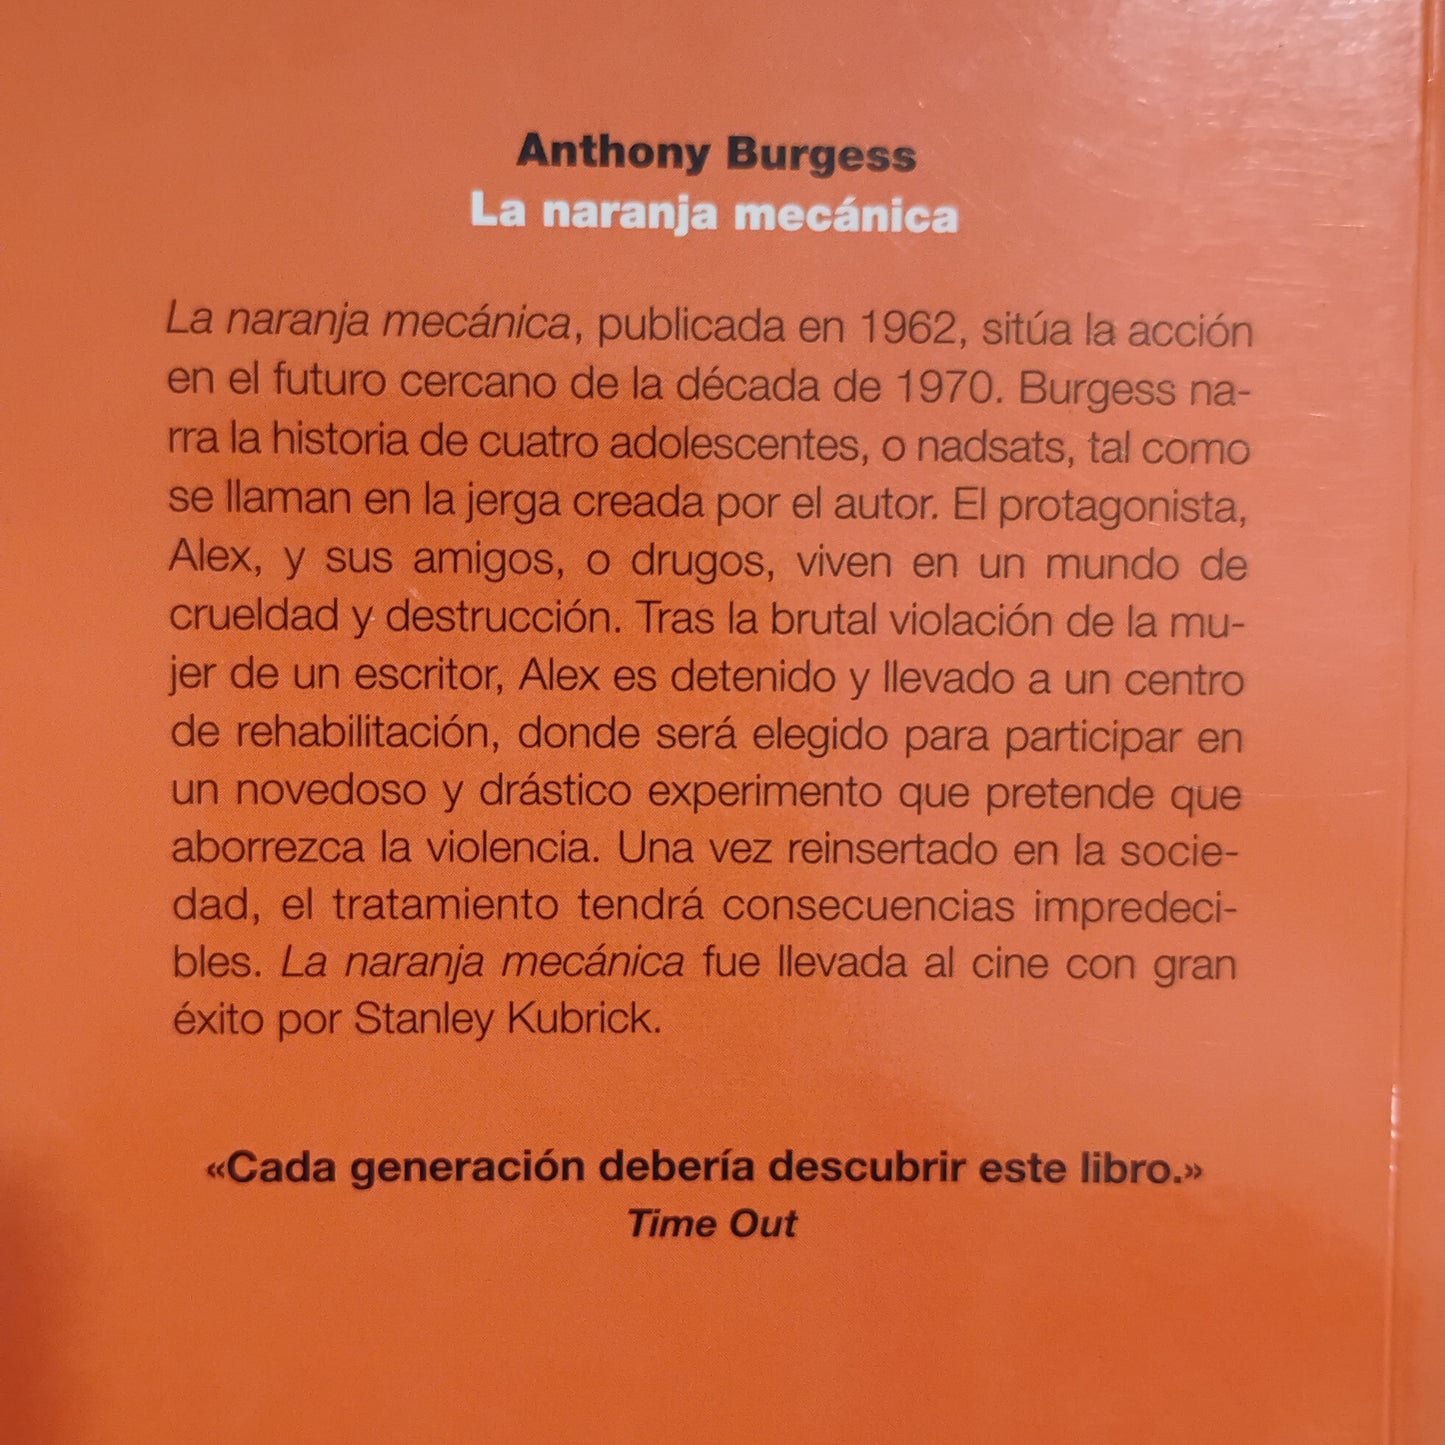 Anthony Burgess
La naranja mecánica
La naranja mecánica, publicada en 1962, sitúa la acción
en el futuro cercano de la década de 1970. Burgess na-
rra la historia de cuatro adolescentes, o nadsats, tal como
se llaman en la jerga creada por el autor. El protagonista,
Alex, y sus amigos, o drugos, viven en un mundo de
crueldad y destrucción. Tras la brutal violación de la mu-
jer de un escritor, Alex es detenido y llevado a un centro
de rehabilitación, donde será elegido para participar en
un novedoso y drástico experimento que pretende que
aborrezca la violencia. Una vez reinsertado en la socie-
dad, el tratamiento tendrá consecuencias impredeci-
bles. La naranja mecánica fue llevada al cine con gran
éxito por Stanley Kubrick.
«Cada generación debería descubrir este libro.»
Time Out